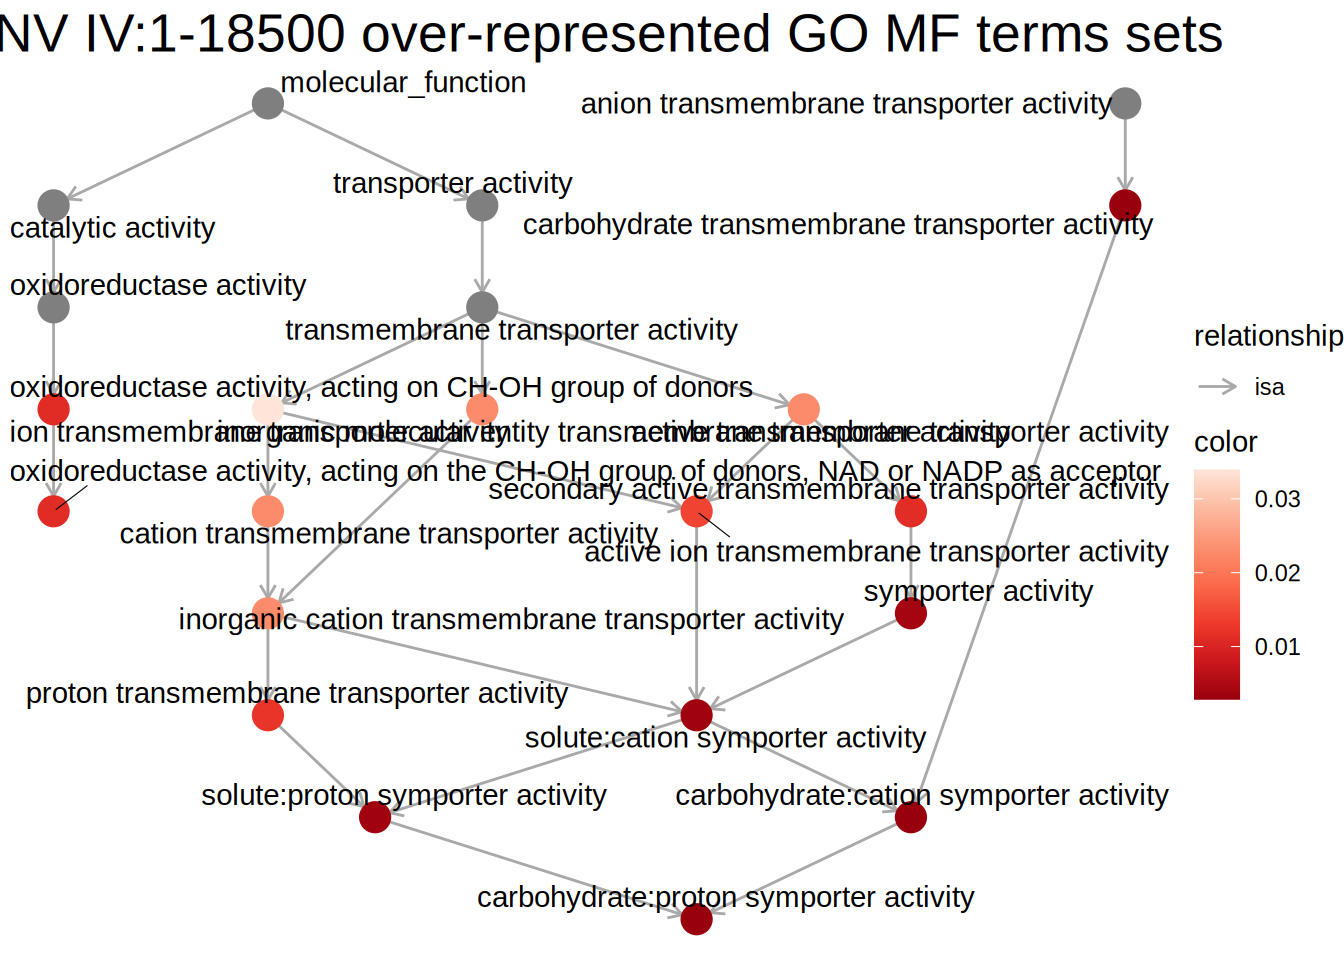 NV IV:1-18500 over-represented GO MF terms sets
molecular_function
anion transmembrane transporter activity
transporter activity
catalytic activity
carbohydrate transmembrane transporter activity
oxidoreductase activity
transmembrane transporter activity
relationship
isa
oxidoreductase activity, acting on CH-OH group of donors
ion transmembrane transporter activity
inorganic molecular entity transmembrane transporter activity
active transmembrane transporter activity
color
0.03
0.02
0.01
oxidoreductase activity, acting on the CH-OH group of donors, NAD or NADP as acceptor
secondary active transmembrane transporter activity
cation transmembrane transporter activity
active ion transmembrane transporter activity
symporter activity
inorganic cation transmembrane transporter activity
proton transmembrane transporter activity
solute:cation symporter activity
solute:proton symporter activity
carbohydrate:cation symporter activity
carbohydrate:proton symporter activity